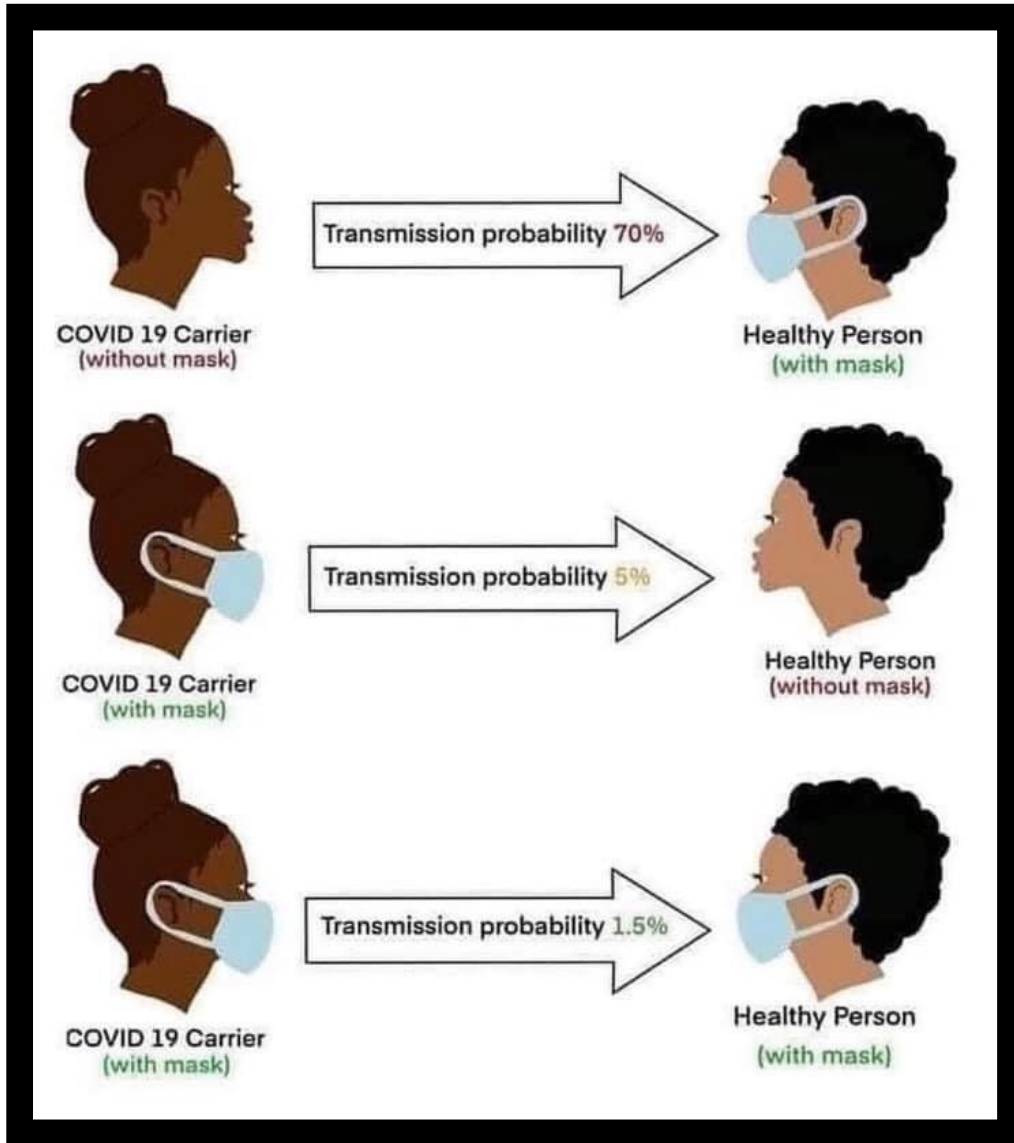 Transmission probability 70%
COVID 19 Carrier
(without mask)
Healthy Person
(with mask)
Transmission probability 5%
COVID 19 Carrier
(with mask)
Healthy Person
(without mask)
Transmission probability 1.5%
COVID 19 Carrier
(with mask)
Healthy Person
(with mask)